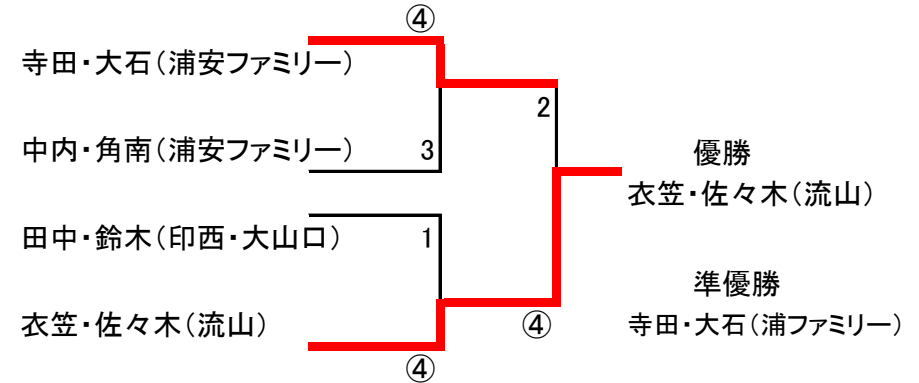 ④
寺田・大石（浦安ファミリー）
2
中内・角南（浦安ファミリー） 3
優勝
衣笠・佐々木（流山）
田中・鈴木（印西・大山口） 1
準優勝
衣笠・佐々木（流山） ④ 寺田・大石（浦ファミリー）
④